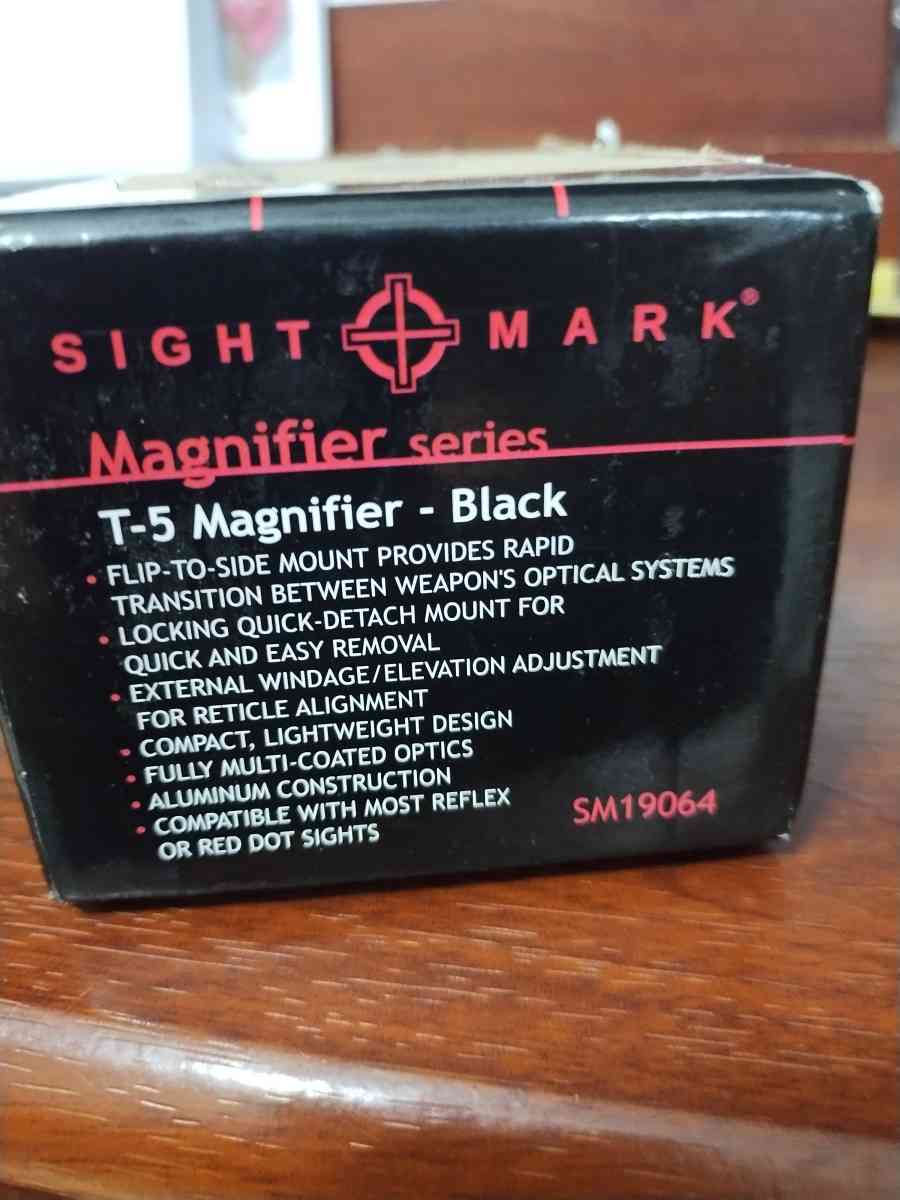 SIGHT MARK®
Magnifier series
T-5 Magnifier - Black
• FLIP-TO-SIDE MOUNT PROVIDES RAPID
TRANSITION BETWEEN WEAPON'S OPTICAL SYSTEMS
• LOCKING QUICK-DETACH MOUNT FOR
QUICK AND EASY REMOVAL
• EXTERNAL WINDAGE/ELEVATION ADJUSTMENT
FOR RETICLE ALIGNMENT
• COMPACT, LIGHTWEIGHT DESIGN
• FULLY MULTI-COATED OPTICS
• ALUMINUM CONSTRUCTION
• COMPATIBLE WITH MOST REFLEX
OR RED DOT SIGHTS
SM19064